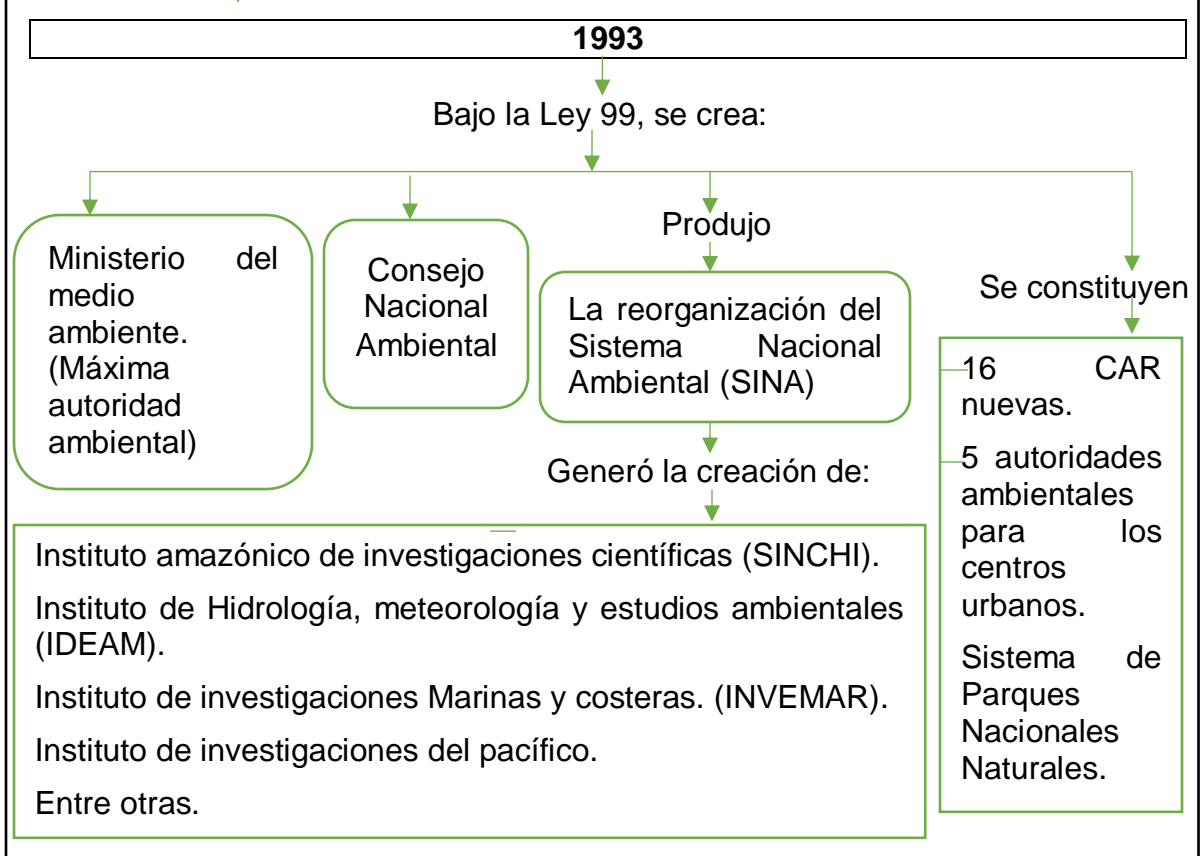 1993
Bajo la Ley 99, se crea:
Ministerio del
medio
ambiente.
(Máxima
autoridad
ambiental)
Consejo
Nacional
Ambiental
Produjo
La reorganización del
Sistema Nacional
Ambiental (SINA)
Generó la creación de:
Instituto amazónico de investigaciones científicas (SINCHI).
Instituto de Hidrología, meteorología y estudios ambientales
(IDEAM).
Instituto de investigaciones Marinas y costeras. (INVEMAR).
Instituto de investigaciones del pacífico.
Entre otras.
Se constituyen
16 CAR
nuevas.
5 autoridades
ambientales
para los
centros
urbanos.
Sistema de
Parques
Nacionales
Naturales.